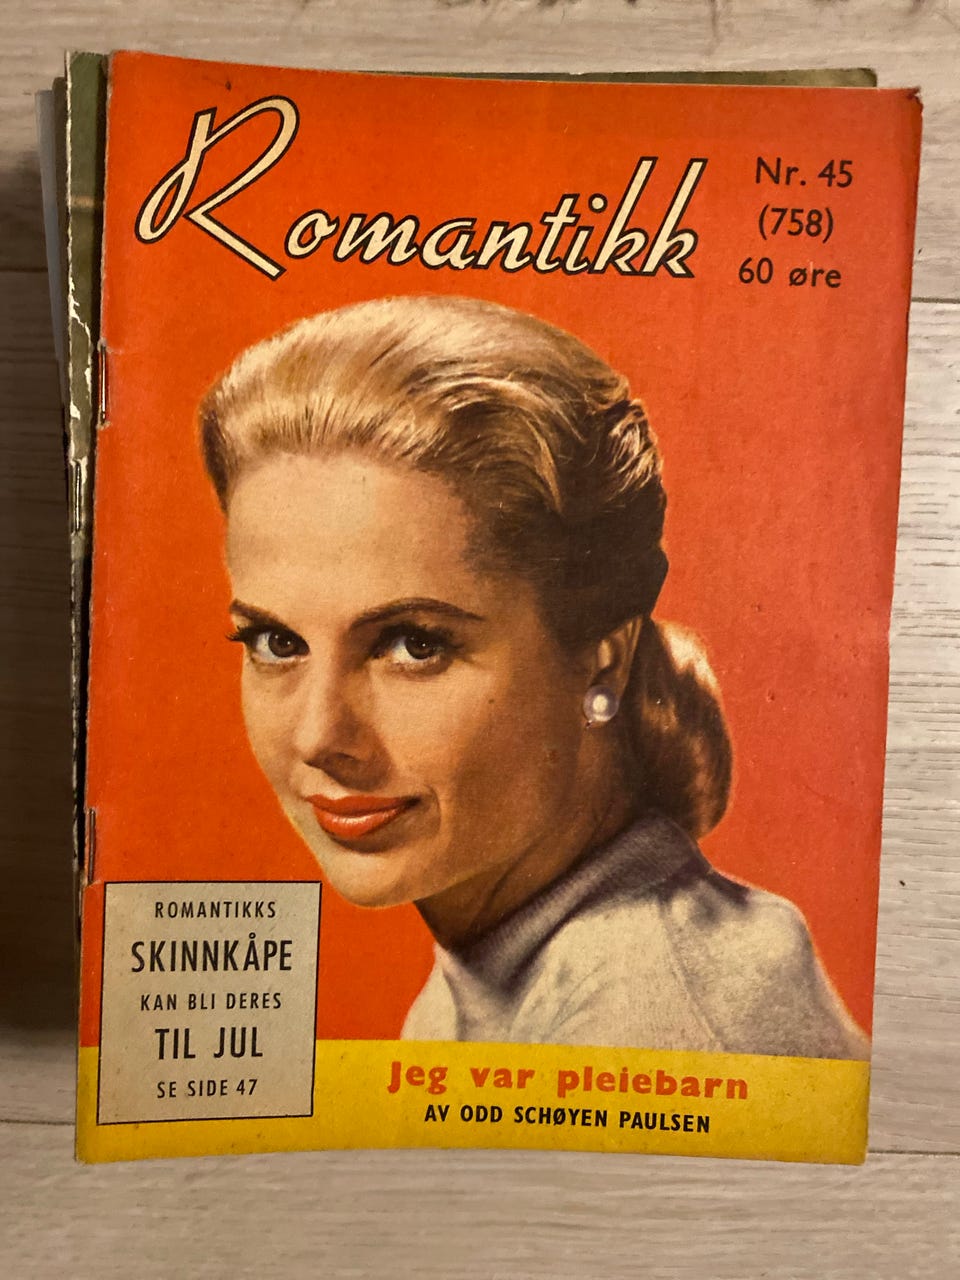 Romantikk
Nr. 45
(758)
60 øre
ROMANTIKKS
SKINNKÅPE
KAN BLI DERES
TIL JUL
SE SIDE 47
Jeg var pleiebarn
AV ODD SCHØYEN PAULSEN